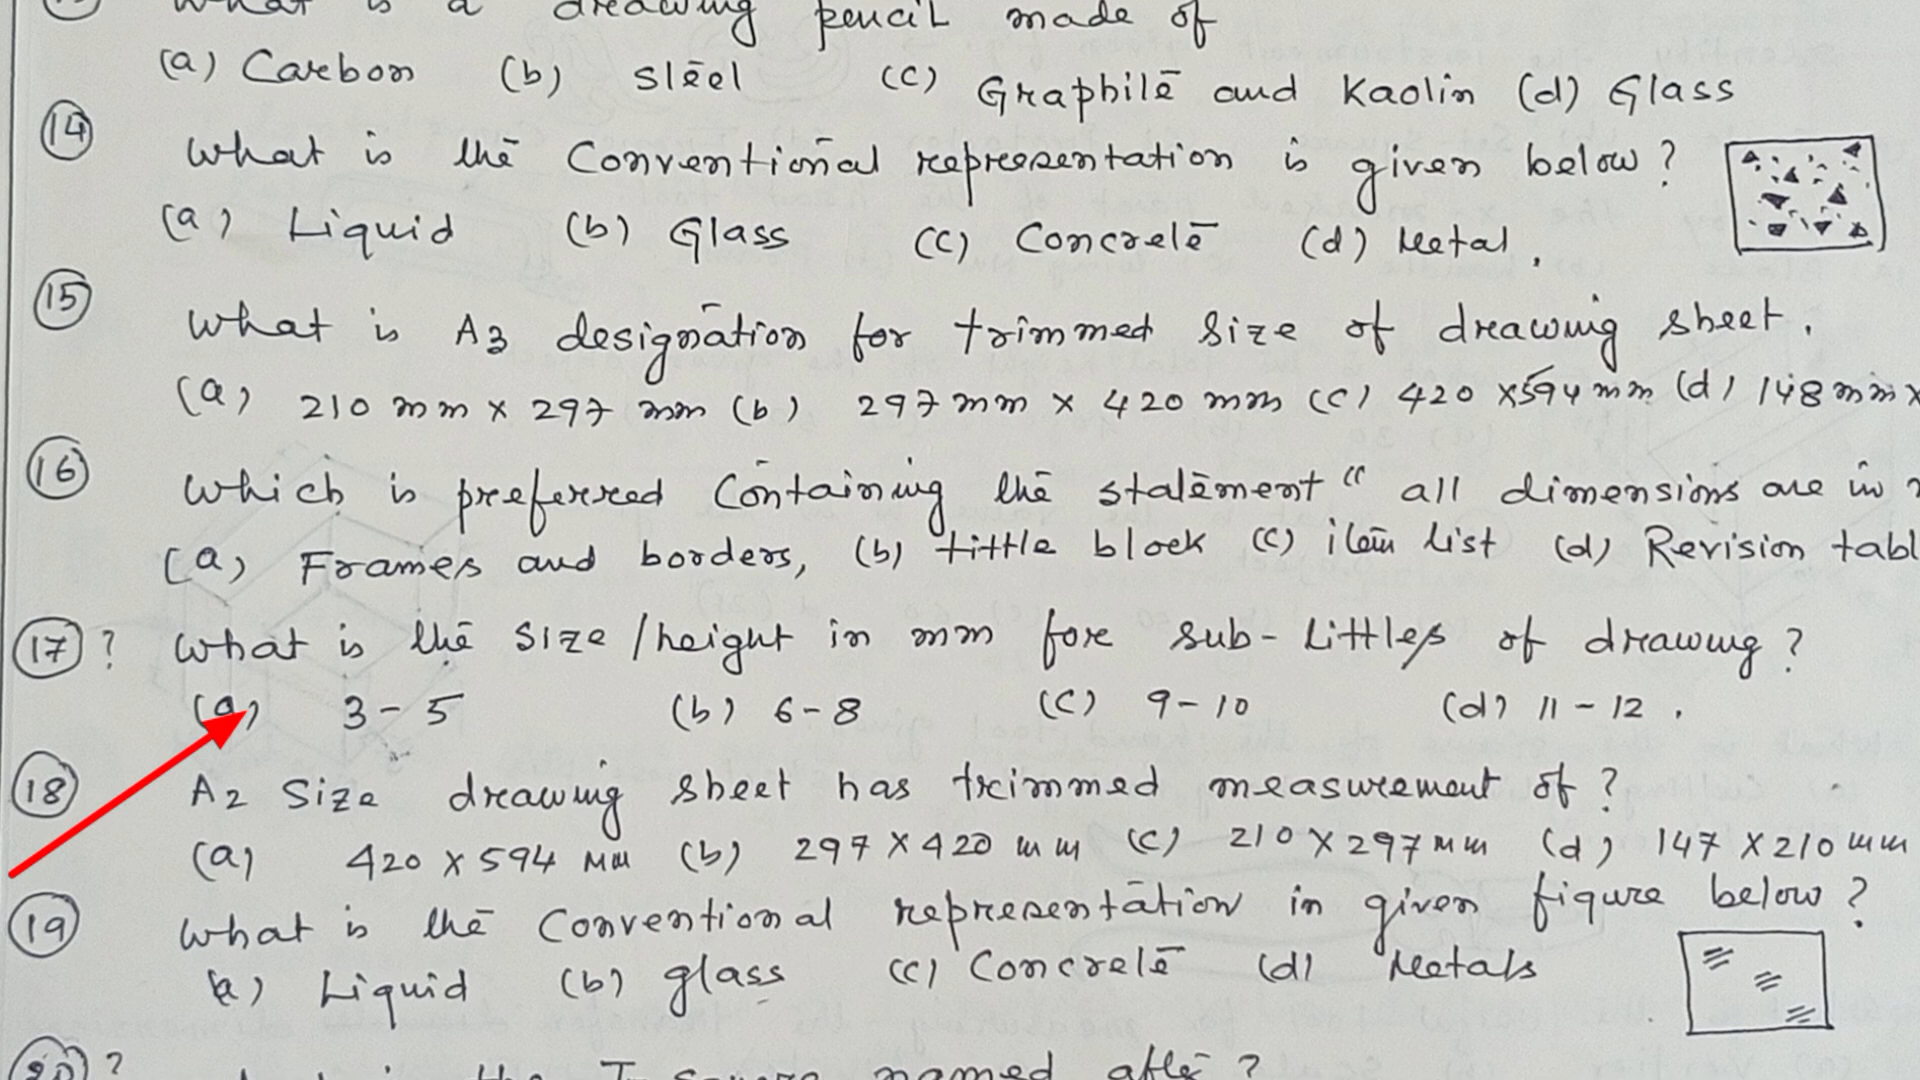 What is a drawing pencil made of
(a) Carbon (b) steel (c) Graphite and Kaolin (d) Glass
14 What is the Conventional representation is given below?
(a) Liquid (b) Glass (c) Concrete (d) Metal.
15 What is A3 designation for trimmed size of drawing sheet.
(a) 210 mm x 297 mm (b) 297 mm x 420 mm (c) 420 x 594 mm (d) 148 mm x
16 Which is preferred Containing the statement " all dimensions are in
(a) Frames and borders, (b) tittle block (c) item list (d) Revision tabl
17 ? What is the size / height in mm for sub-tittles of drawing?
(a) 3-5 (b) 6-8 (c) 9-10 (d) 11-12.
18 A2 Size drawing sheet has trimmed measurement of?
(a) 420 x 594 mm (b) 297 x 420 mm (c) 210 x 297 mm (d) 147 x 210 mm
19 What is the Conventional representation in given figure below?
(a) Liquid (b) glass (c) Concrete (d) Metals
20 ? the T-square named after?